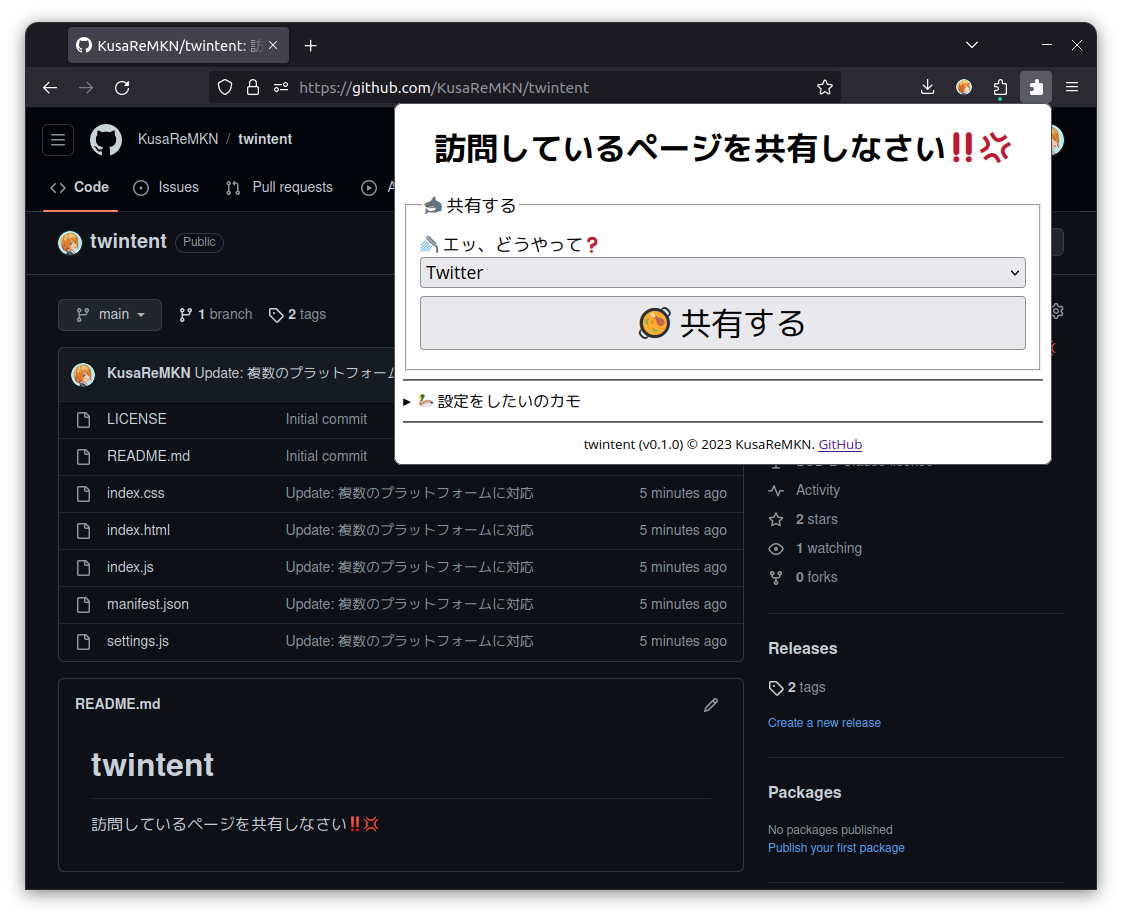 KusaReMKN/twintent: 訪
https://github.com/KusaReMKN/twintent
KusaReMKN / twintent
Code Issues Pull requests A
twintent Public
訪問しているページを共有しなさい‼️💢
🦈 共有する
🚿 エッ、どうやって❓
Twitter
🥘 共有する
🦆 設定をしたいのカモ
twintent (v0.1.0) © 2023 KusaReMKN. GitHub
main 1 branch 2 tags
KusaReMKN Update: 複数のプラットフォーム
LICENSE Initial commit
README.md Initial commit
index.css Update: 複数のプラットフォームに対応 5 minutes ago
index.html Update: 複数のプラットフォームに対応 5 minutes ago
index.js Update: 複数のプラットフォームに対応 5 minutes ago
manifest.json Update: 複数のプラットフォームに対応 5 minutes ago
settings.js Update: 複数のプラットフォームに対応 5 minutes ago
README.md
twintent
訪問しているページを共有しなさい‼️💢
Activity
2 stars
1 watching
0 forks
Releases
2 tags
Create a new release
Packages
No packages published
Publish your first package